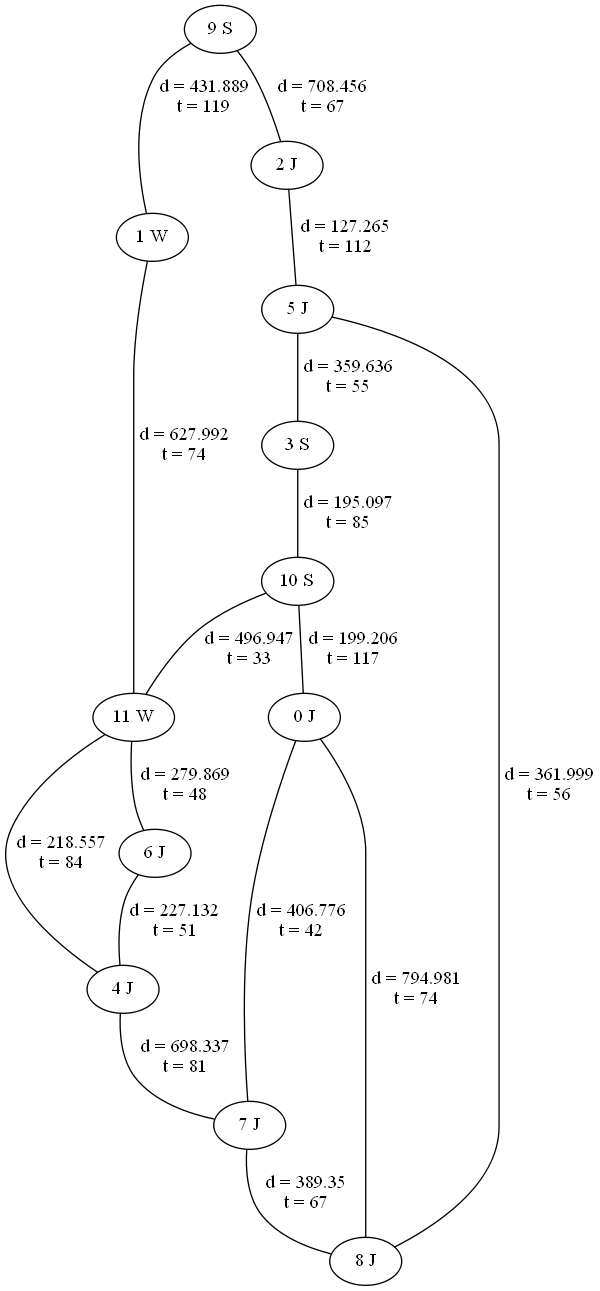 9 S
d = 431.889
t = 119
d = 708.456
t = 67
2 J
1 W
d = 127.265
t = 112
5 J
d = 359.636
t = 55
d = 627.992
t = 74
3 S
d = 195.097
t = 85
10 S
d = 496.947
t = 33
d = 199.206
t = 117
11 W
0 J
d = 279.869
t = 48
d = 361.999
t = 56
d = 218.557
t = 84
6 J
d = 227.132
t = 51
d = 406.776
t = 42
4 J
d = 794.981
t = 74
d = 698.337
t = 81
7 J
d = 389.35
t = 67
8 J